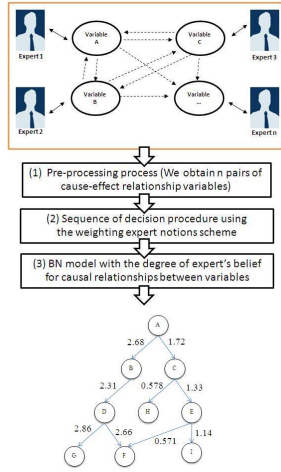 Variable
A
Variable
C
Expert 1
Expert 3
Variable
B
Variable
...
Expert 2
Expert n
(1) Pre-processing process (We obtain n pairs of
cause-effect relationship variables)
(2) Sequence of decision procedure using
the weighting expert notions scheme
(3) BN model with the degree of expert's belief
for causal relationships between variables
A
2.68 1.72
B C
2.31 0.578 1.33
D H E
2.86 2.66 0.571 1.14
G F I